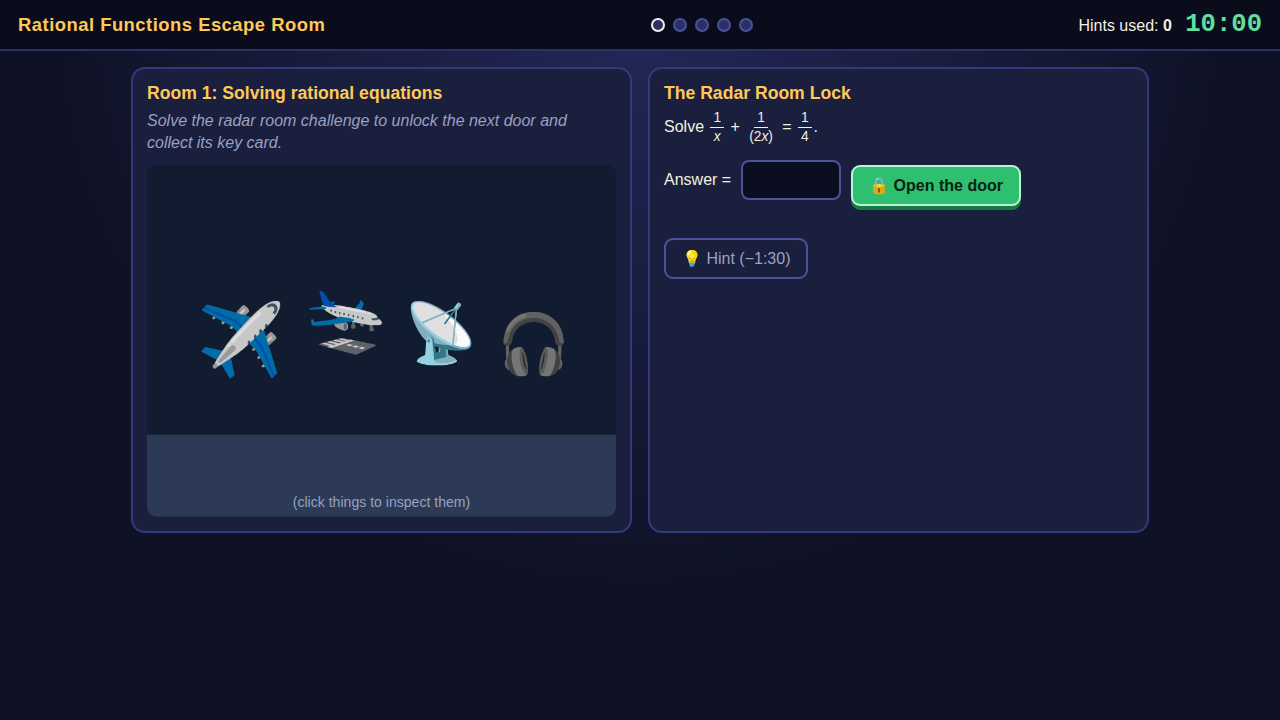 Rational Functions Escape Room
Hints used: 0 10:00
Room 1: Solving rational equations
Solve the radar room challenge to unlock the next door and
collect its key card.
(click things to inspect them)
The Radar Room Lock
Solve 1/x + 1/(2x) = 1/4.
Answer =
🔒 Open the door
💡 Hint (−1:30)